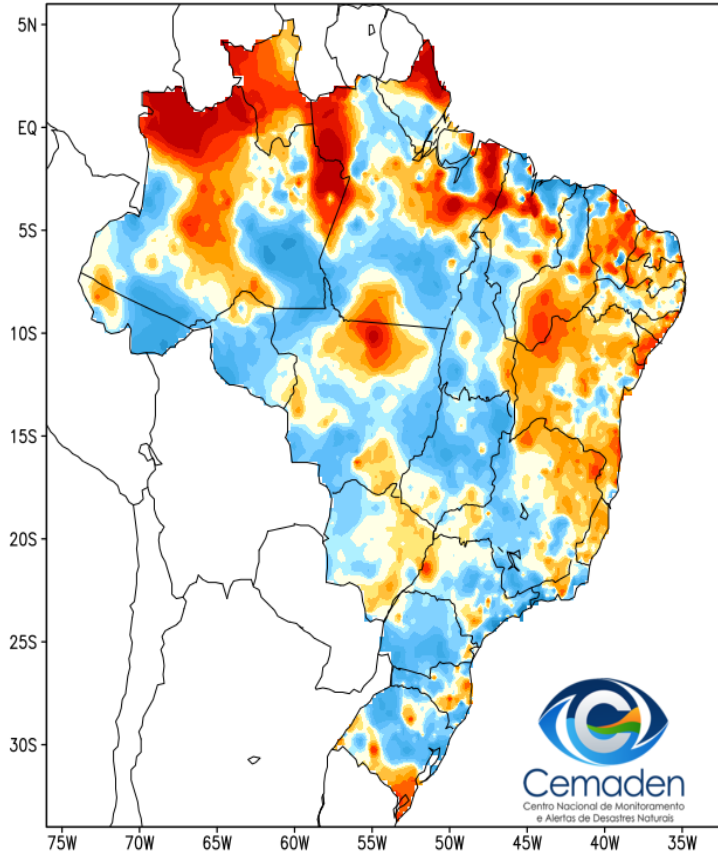 5N
EQ
5S
10S
15S
20S
25S
30S
75W 70W 65W 60W 55W 50W 45W 40W 35W
Cemaden
Centro Nacional de Monitoramento
e Alertas de Desastres Naturais